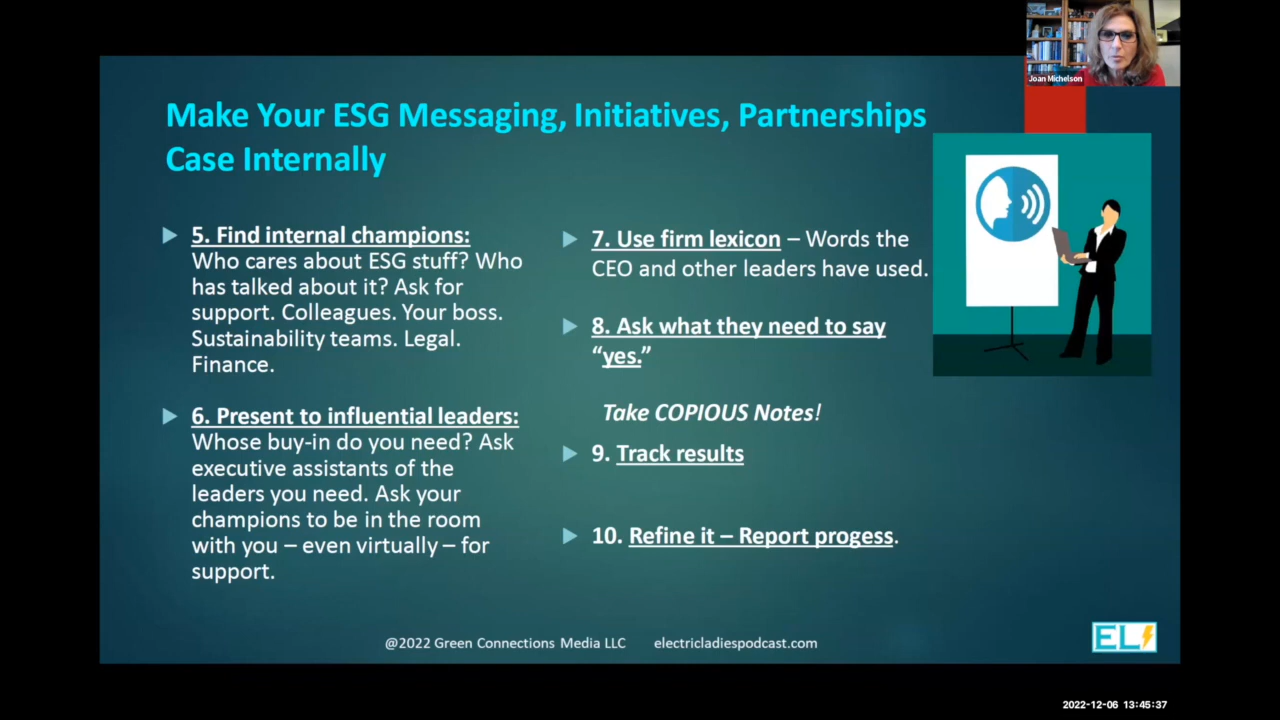 Joan Michelson
Make Your ESG Messaging, Initiatives, Partnerships
Case Internally
5. Find internal champions:
Who cares about ESG stuff? Who
has talked about it? Ask for
support. Colleagues. Your boss.
Sustainability teams. Legal.
Finance.
6. Present to influential leaders:
Whose buy-in do you need? Ask
executive assistants of the
leaders you need. Ask your
champions to be in the room
with you – even virtually – for
support.
7. Use firm lexicon – Words the
CEO and other leaders have used.
8. Ask what they need to say
“yes.”
Take COPIOUS Notes!
9. Track results
10. Refine it – Report progess.
@2022 Green Connections Media LLC electricladiespodcast.com
EL
2022-12-06 13:45:37